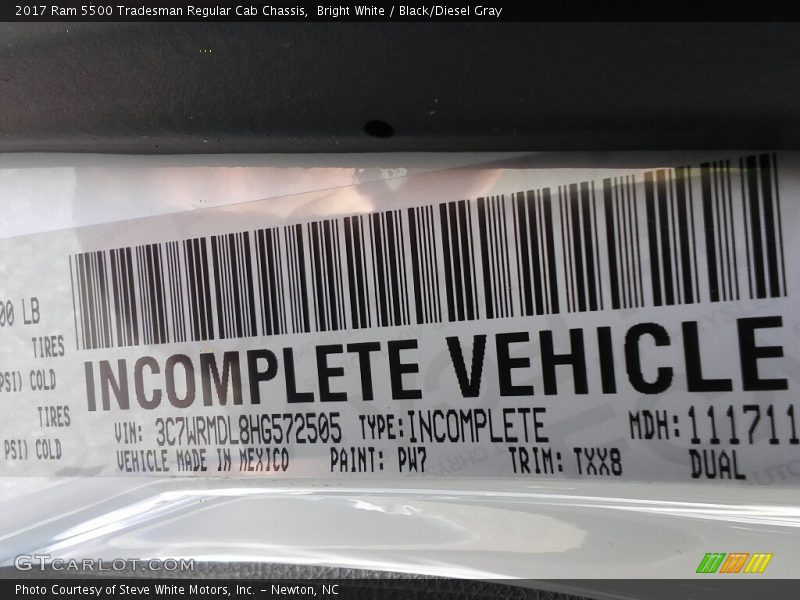 2017 Ram 5500 Tradesman Regular Cab Chassis,  Bright White / Black/Diesel Gray
00 LB
TIRES
PSI) COLD
TIRES
PSI) COLD
INCOMPLETE VEHICLE
VIN: 3C7WRMDL8HG572505 TYPE:INCOMPLETE MDH:111711
VEHICLE MADE IN MEXICO PAINT: PW7 TRIM: TXX8 DUAL
GTCARLOT.COM
Photo Courtesy of Steve White Motors, Inc. – Newton, NC